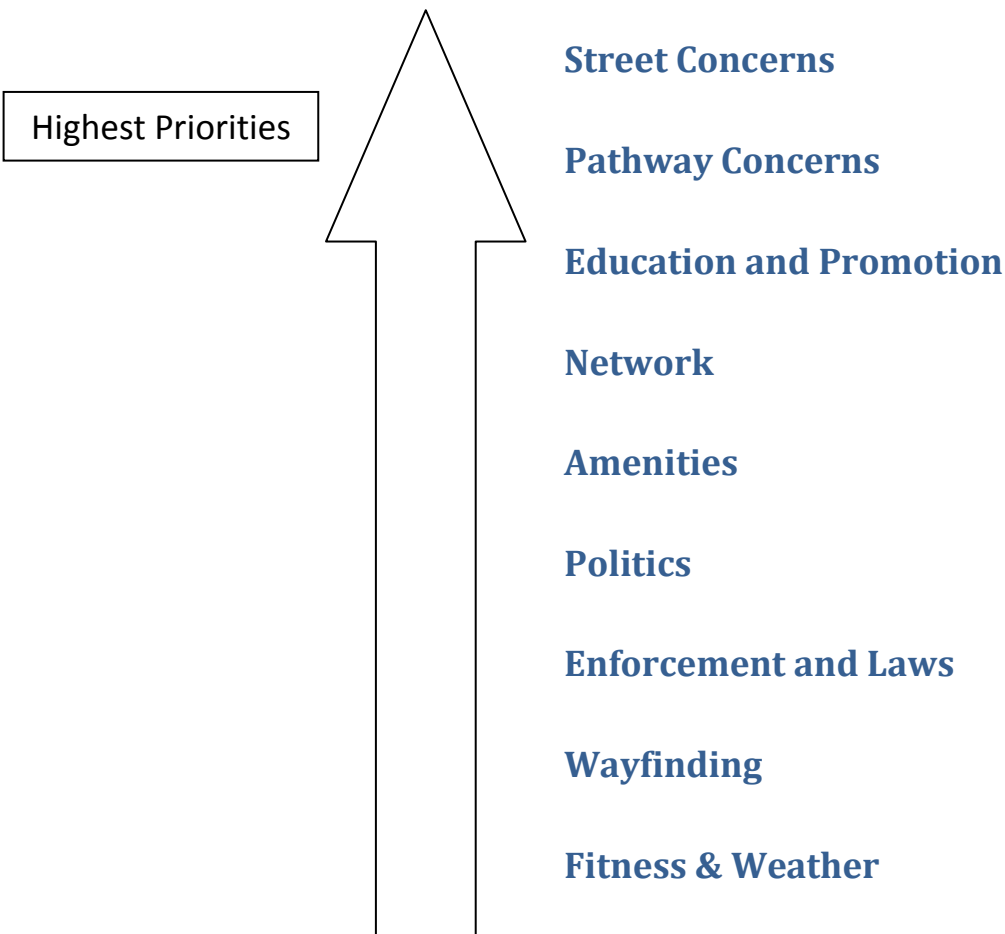 Street Concerns
Highest Priorities
Pathway Concerns
Education and Promotion
Network
Amenities
Politics
Enforcement and Laws
Wayfinding
Fitness & Weather